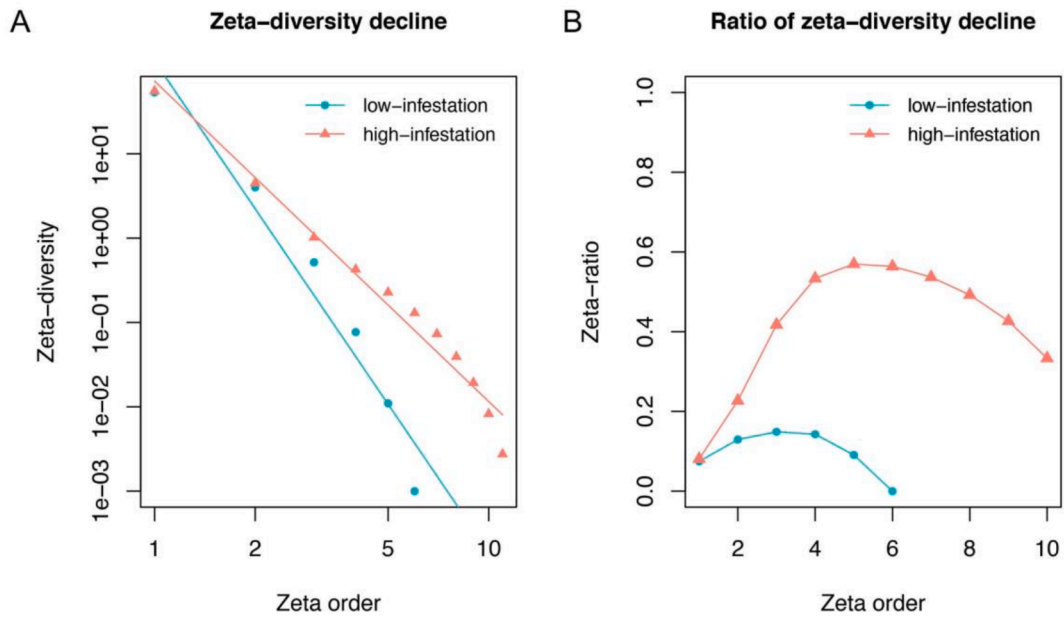 A
Zeta−diversity decline
low−infestation
high−infestation
1e+01
1e+00
1e−01
1e−02
1e−03
Zeta−diversity
1 2 5 10
Zeta order
B
Ratio of zeta−diversity decline
low−infestation
high−infestation
1.0
0.8
0.6
0.4
0.2
0.0
Zeta−ratio
2 4 6 8 10
Zeta order